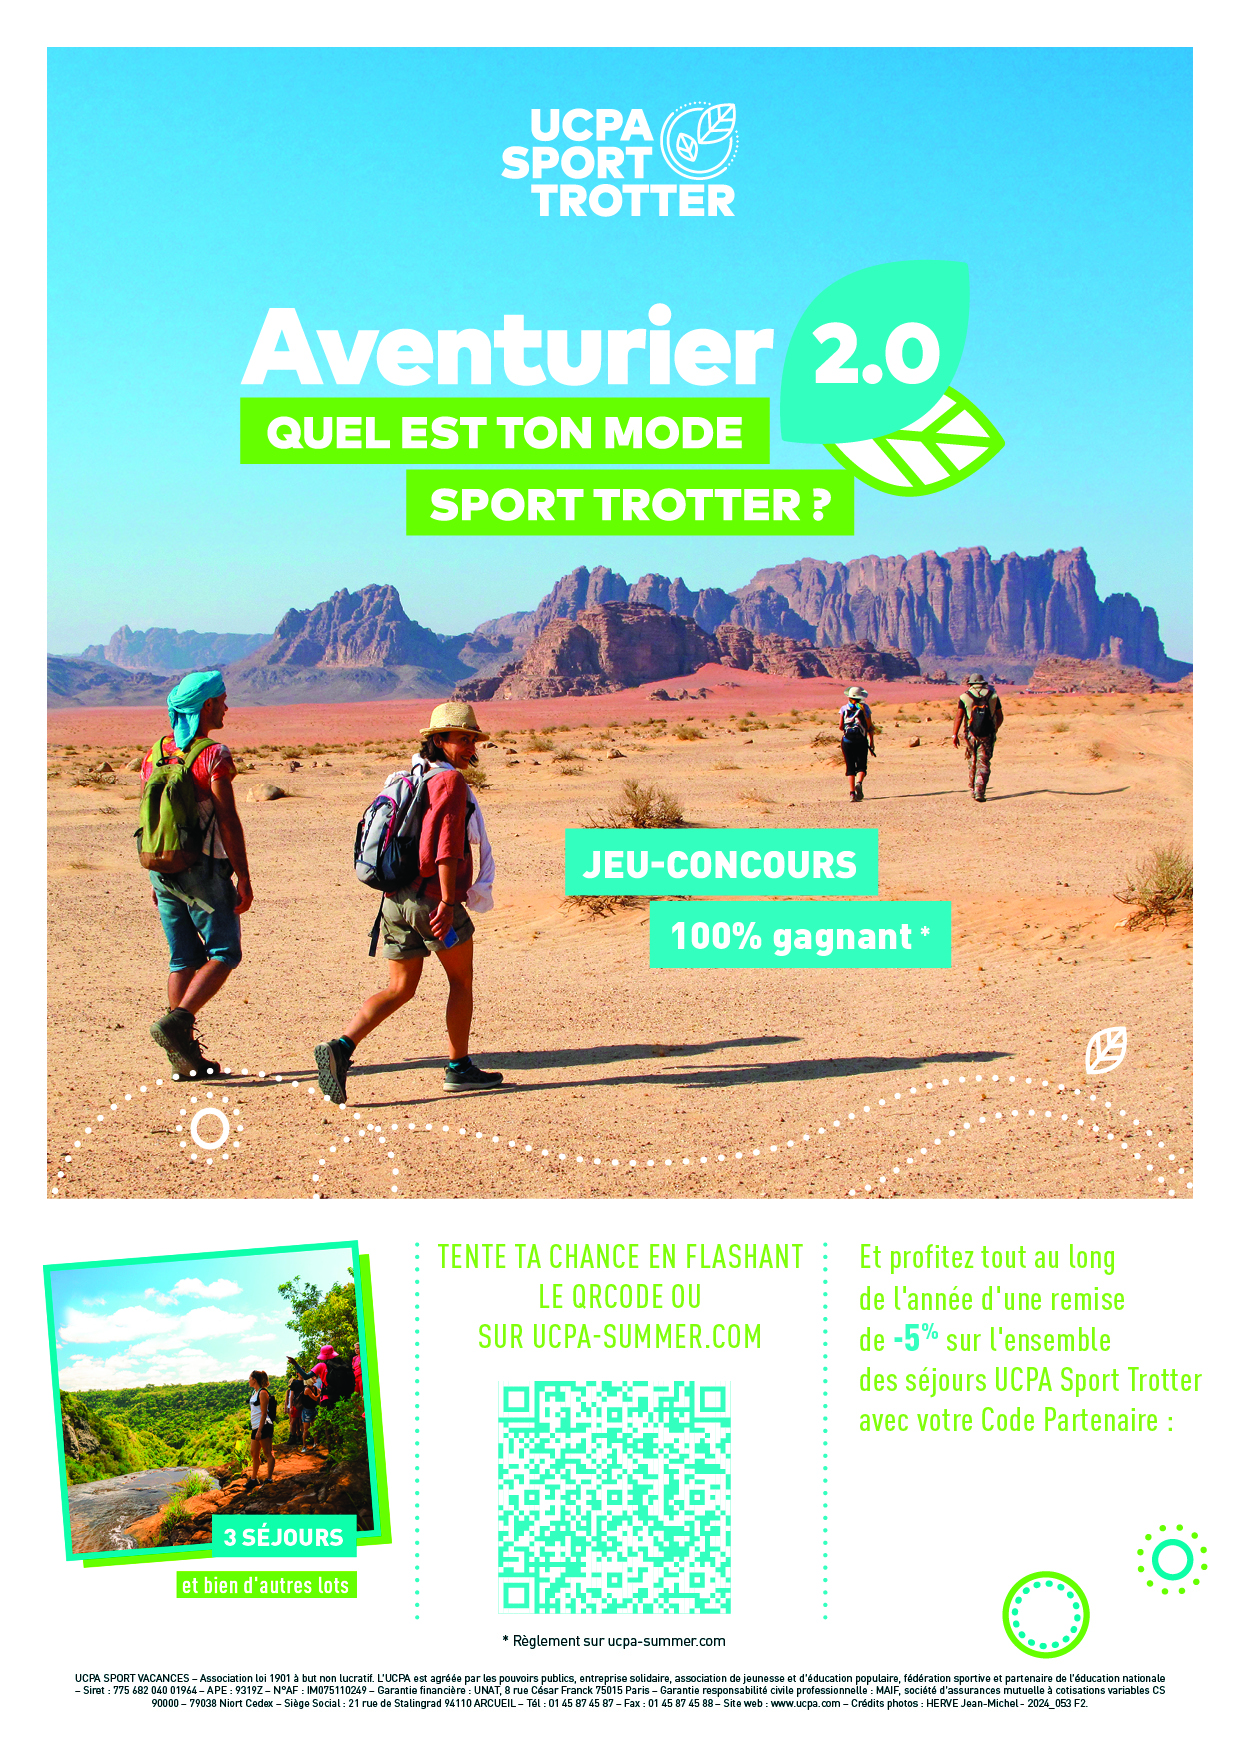 UCPA
SPORT
TROTTER
Aventurier 2.0
QUEL EST TON MODE
SPORT TROTTER ?
JEU-CONCOURS
100% gagnant *
3 SÉJOURS
et bien d'autres lots
TENTE TA CHANCE EN FLASHANT
LE QRCODE OU
SUR UCPA-SUMMER.COM
* Règlement sur ucpa-summer.com
Et profitez tout au long
de l'année d'une remise
de -5% sur l'ensemble
des séjours UCPA Sport Trotter
avec votre Code Partenaire :
UCPA SPORT VACANCES – Association loi 1901 à but non lucratif. L'UCPA est agréée par les pouvoirs publics, entreprise solidaire, association de jeunesse et d'éducation populaire, fédération sportive et partenaire de l'éducation nationale
– Siret : 775 682 040 01964 – APE : 9319Z – N°AF : IM075110249 – Garantie financière : UNAT, 8 rue César Franck 75015 Paris – Garantie responsabilité civile professionnelle : MAIF, société d'assurances mutuelle à cotisations variables CS
90000 – 79038 Niort Cedex – Siège Social : 21 rue de Stalingrad 94110 ARCUEIL – Tél : 01 45 87 45 87 – Fax : 01 45 87 45 88 – Site web : www.ucpa.com – Crédits photos : HERVE Jean-Michel - 2024_053 F2.